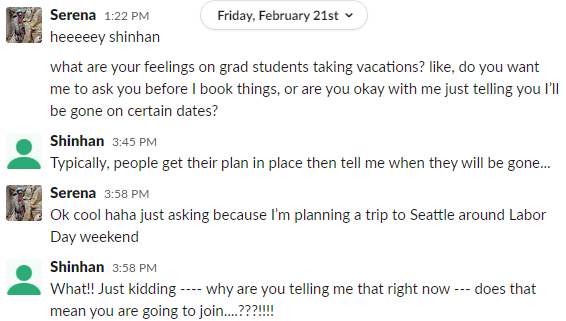 Friday, February 21st
Serena 1:22 PM
heeeeey shinhan
what are your feelings on grad students taking vacations? like, do you want
me to ask you before I book things, or are you okay with me just telling you I'll
be gone on certain dates?
Shinhan 3:45 PM
Typically, people get their plan in place then tell me when they will be gone...
Serena 3:58 PM
Ok cool haha just asking because I'm planning a trip to Seattle around Labor
Day weekend
Shinhan 3:58 PM
What!! Just kidding ---- why are you telling me that right now --- does that
mean you are going to join....???!!!!